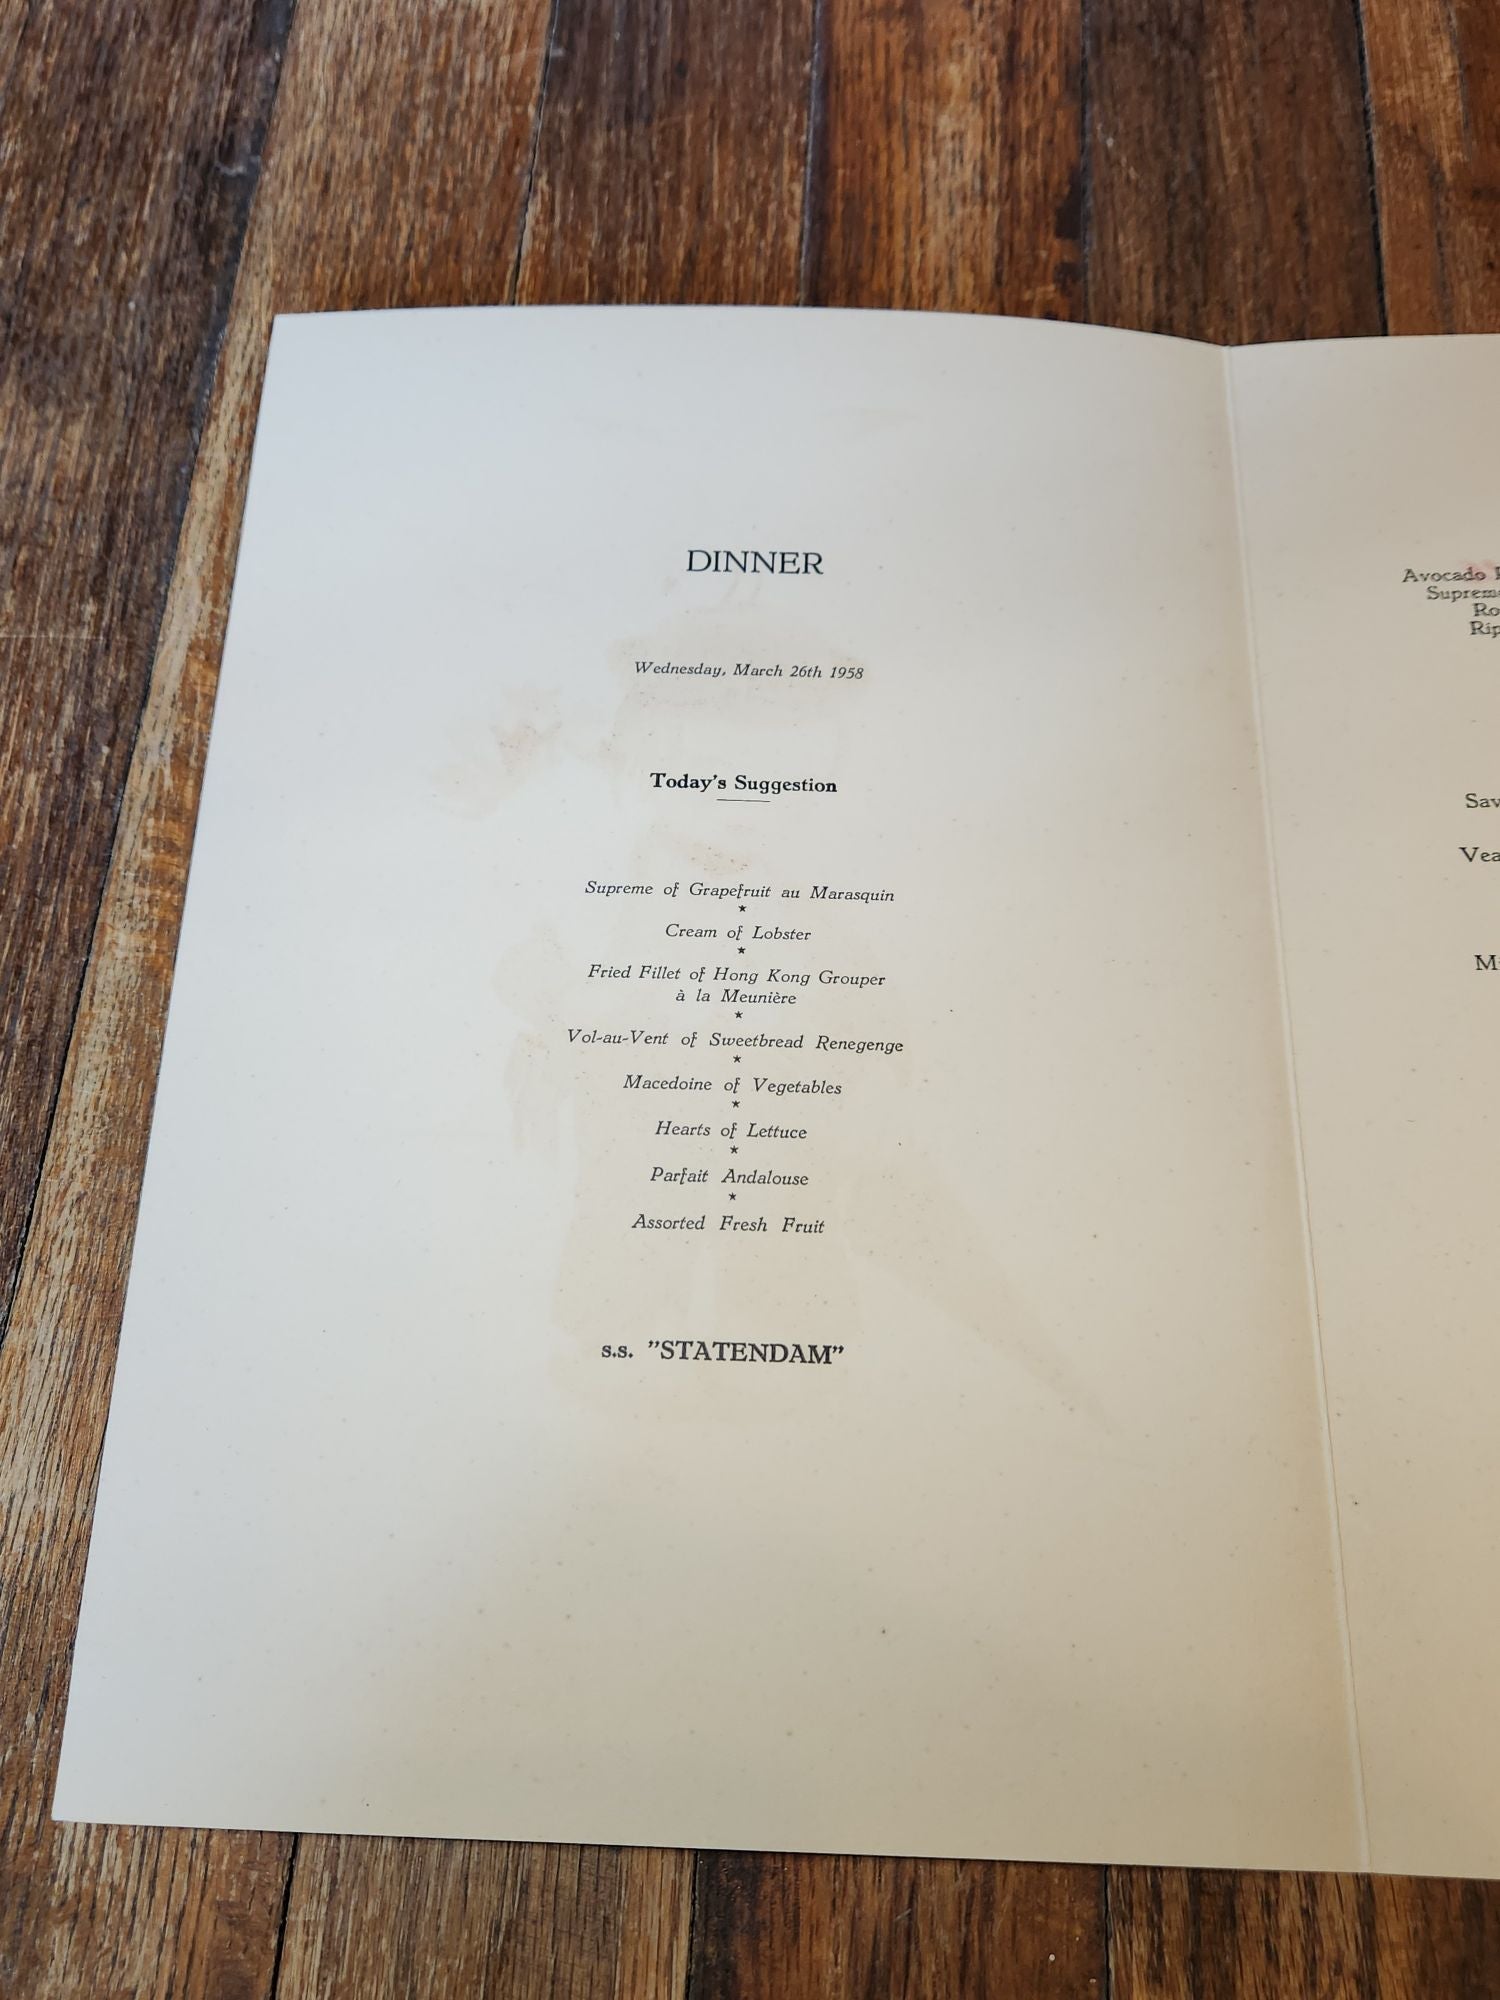 DINNER
Wednesday, March 26th 1958
Today's Suggestion
Supreme of Grapefruit au Marasquin
★
Cream of Lobster
★
Fried Fillet of Hong Kong Grouper
à la Meunière
★
Vol-au-Vent of Sweetbread Renegenge
★
Macedoine of Vegetables
★
Hearts of Lettuce
★
Parfait Andalouse
★
Assorted Fresh Fruit
s.s. "STATENDAM"
Avocado